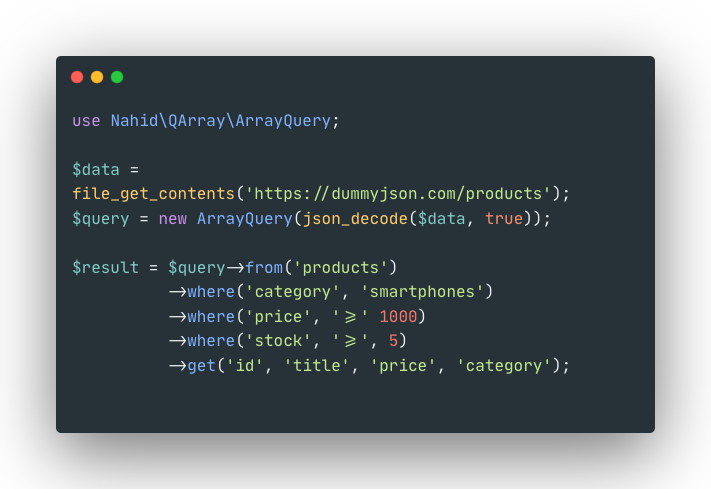 use Nahid\QArray\ArrayQuery;
$data =
file_get_contents('https://dummyjson.com/products');
$query = new ArrayQuery(json_decode($data, true));
$result = $query->from('products')
->where('category', 'smartphones')
->where('price', '>=' 1000)
->where('stock', '>=', 5)
->get('id', 'title', 'price', 'category');